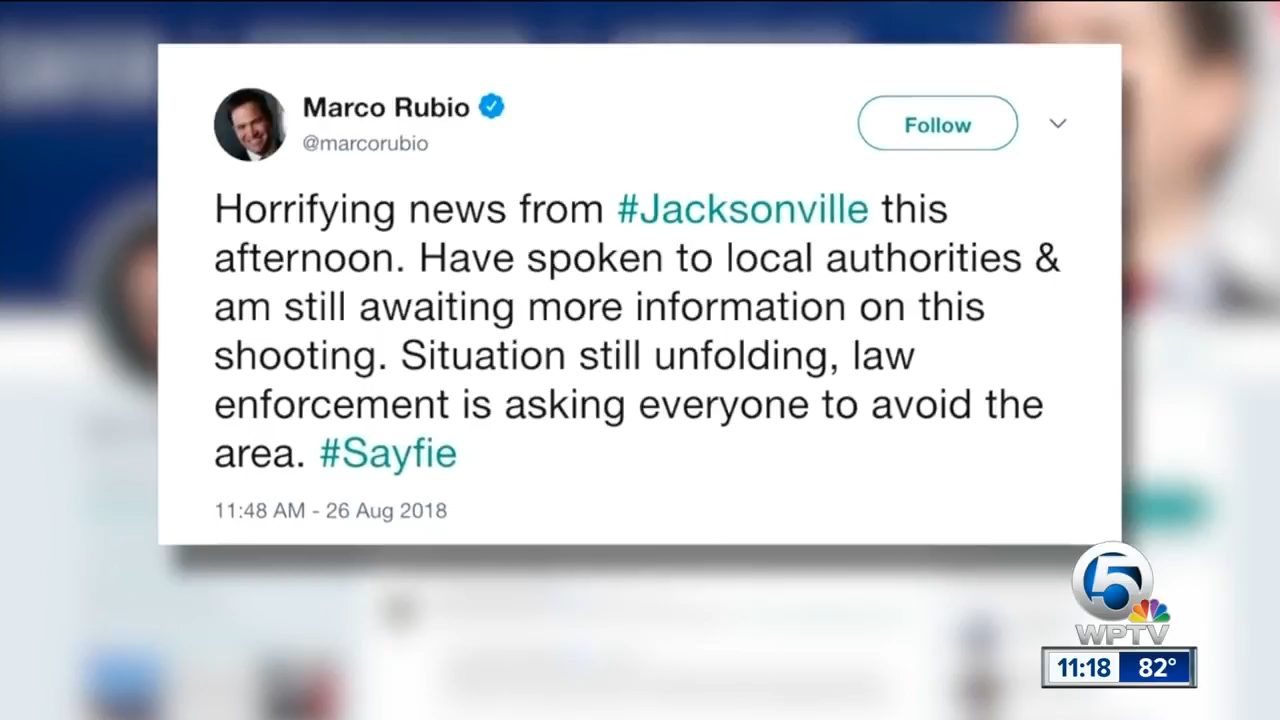 Marco Rubio
@marcorubio
Follow
Horrifying news from #Jacksonville this
afternoon. Have spoken to local authorities &
am still awaiting more information on this
shooting. Situation still unfolding, law
enforcement is asking everyone to avoid the
area. #Sayfie
11:48 AM - 26 Aug 2018
5
WPTV
11:18 82°